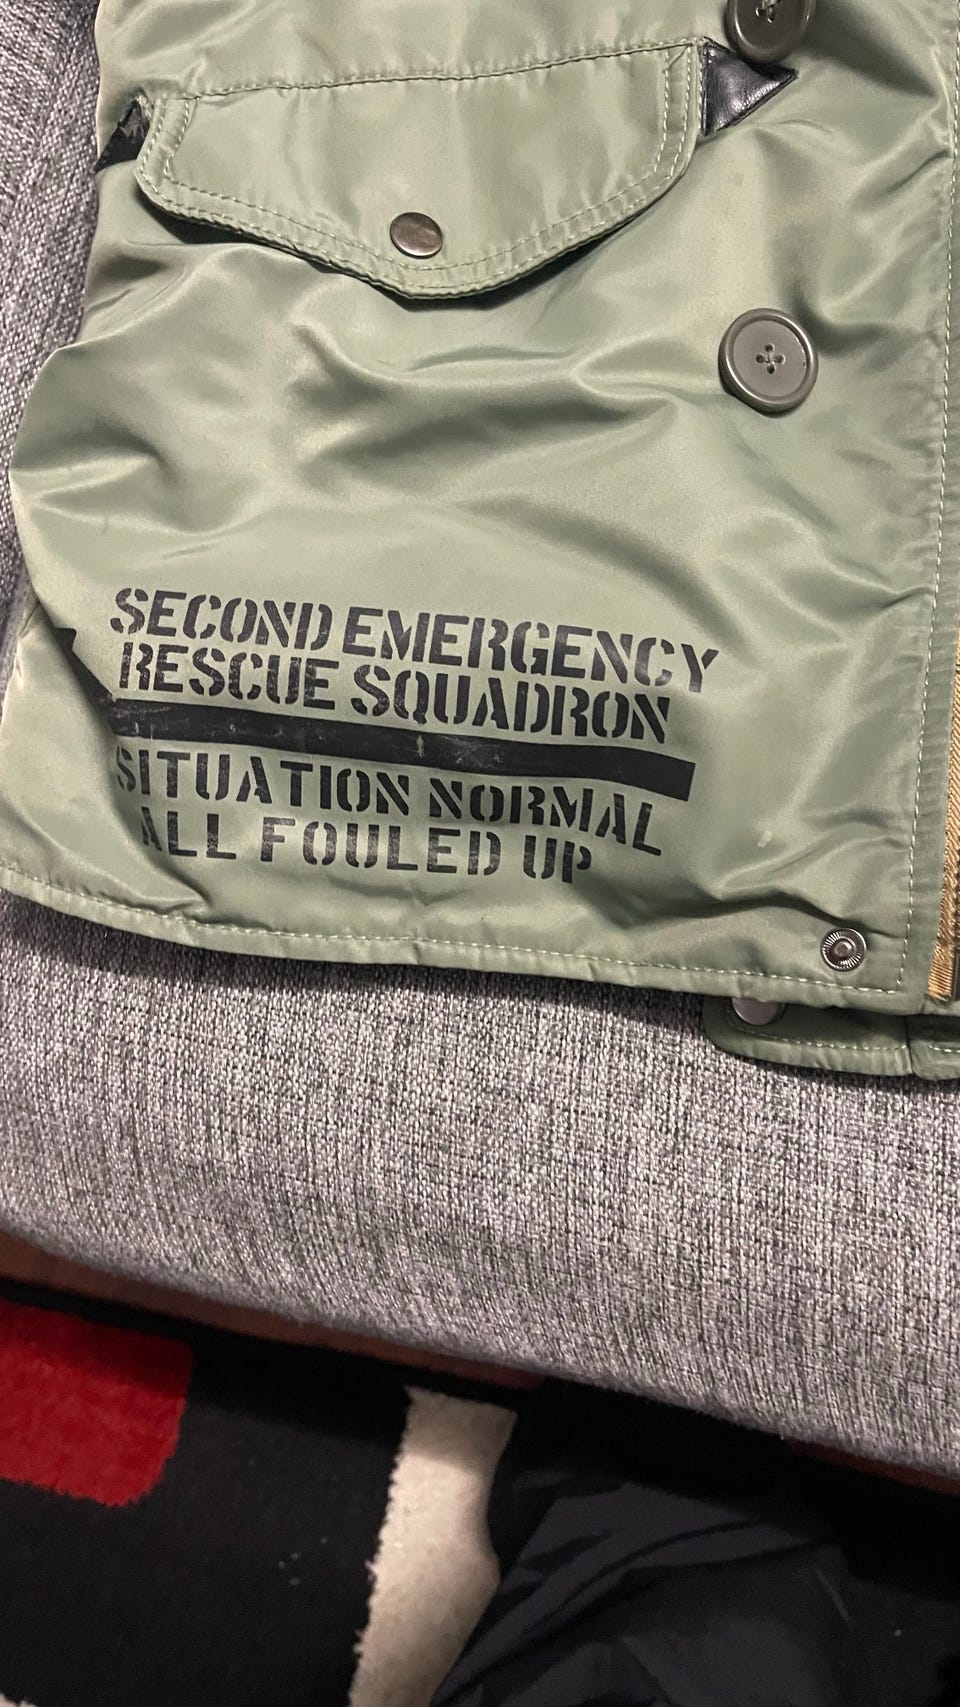 SECOND EMERGENCY
RESCUE SQUADRON
SITUATION NORMAL
ALL FOULED UP